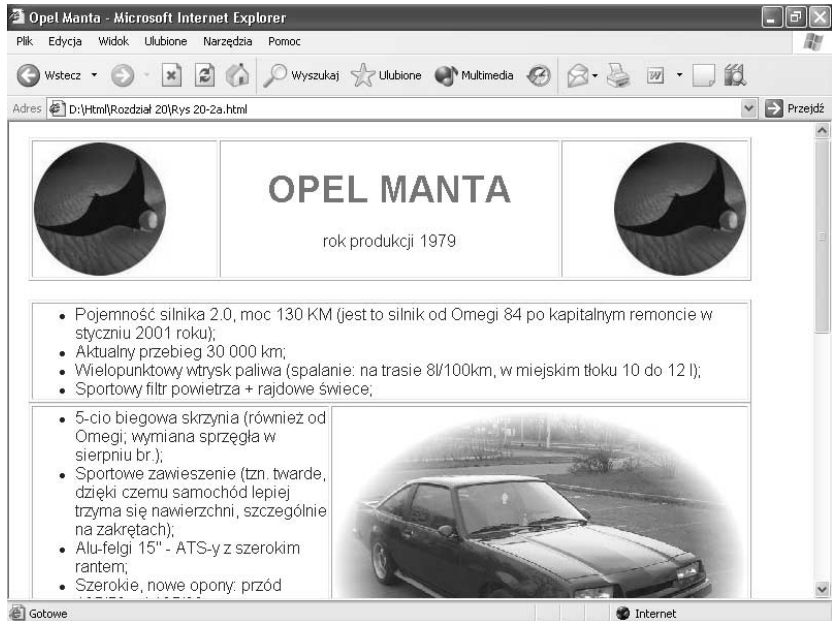 Opel Manta - Microsoft Internet Explorer
Plik Edycja Widok Ulubione Narzędzia Pomoc
Wstecz Wyszukaj Ulubione Multimedia
Adres D:\Html\Rozdział 20\Rys 20-2a.html Przejdź
OPEL MANTA
rok produkcji 1979
• Pojemność silnika 2.0, moc 130 KM (jest to silnik od Omegi 84 po kapitalnym remoncie w
styczniu 2001 roku);
• Aktualny przebieg 30 000 km;
• Wielopunktowy wtrysk paliwa (spalanie: na trasie 8l/100km, w miejskim tłoku 10 do 12 l);
• Sportowy filtr powietrza + rajdowe świece;
• 5-cio biegowa skrzynia (również od
Omegi; wymiana sprzęgła w
sierpniu br.);
• Sportowe zawieszenie (tzn. twarde,
dzięki czemu samochód lepiej
trzyma się nawierzchni, szczególnie
na zakrętach);
• Alu-felgi 15" - ATS-y z szerokim
rantem;
• Szerokie, nowe opony: przód
Gotowe Internet